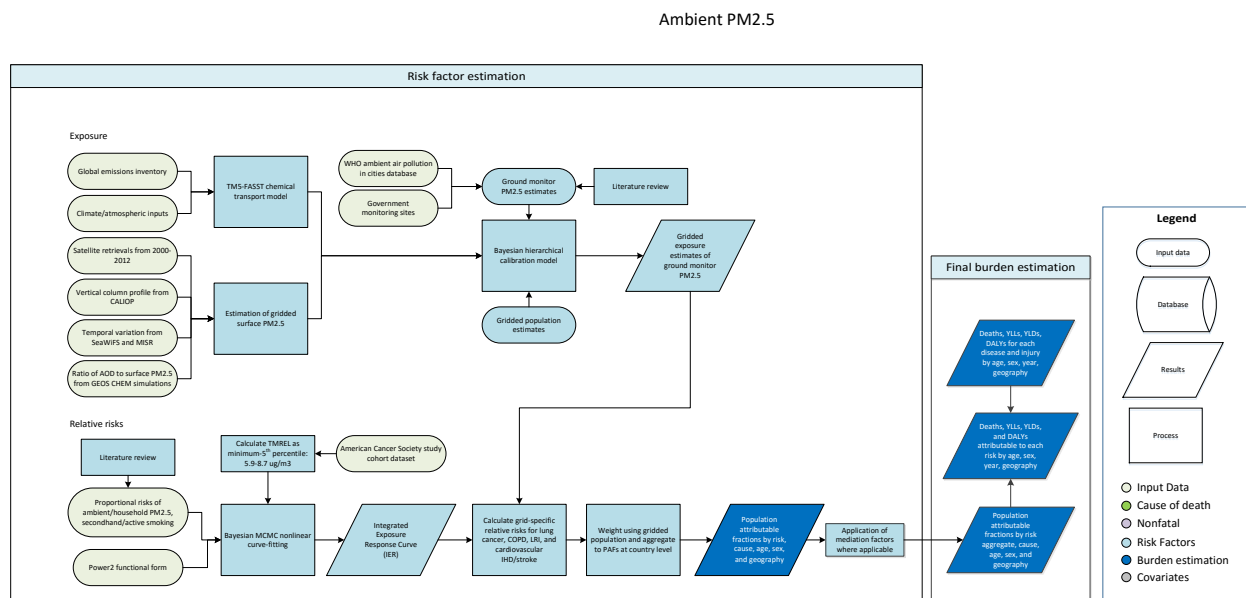 Ambient PM2.5
Risk factor estimation
Exposure
Global emissions inventory
Climate/atmospheric inputs
TM5-FASST chemical
transport model
Satellite retrievals from 2000-
2012
Vertical column profile from
CALIOP
Temporal variation from
SeaWiFS and MISR
Ratio of AOD to surface PM2.5
from GEOS CHEM simulations
Estimation of gridded
surface PM2.5
WHO ambient air pollution
in cities database
Government
monitoring sites
Ground monitor
PM2.5 estimates
Literature review
Bayesian hierarchical
calibration model
Gridded population
estimates
Gridded
exposure
estimates of
ground monitor
PM2.5
Relative risks
Literature review
Proportional risks of
ambient/household PM2.5,
secondhand/active smoking
Power2 functional form
Calculate TMREL as
minimum-5th percentile:
5.9-8.7 ug/m3
American Cancer Society study
cohort dataset
Bayesian MCMC nonlinear
curve-fitting
Integrated
Exposure
Response Curve
(IER)
Calculate grid-specific
relative risks for lung
cancer, COPD, LRI, and
cardiovascular
IHD/stroke
Weight using gridded
population and aggregate
to PAFs at country level
Population
attributable
fractions by risk,
cause, age, sex,
and geography
Application of
mediation factors
where applicable
Final burden estimation
Deaths, YLLs, YLDs,
DALYs for each
disease and injury
by age, sex, year,
geography
Deaths, YLLs, YLDs,
and DALYs
attributable to each
risk by age, sex,
year, geography
Population
attributable
fractions by risk
aggregate, cause,
age, sex, and
geography
Legend
Input data
Database
Results
Process
Input Data
Cause of death
Nonfatal
Risk Factors
Burden estimation
Covariates